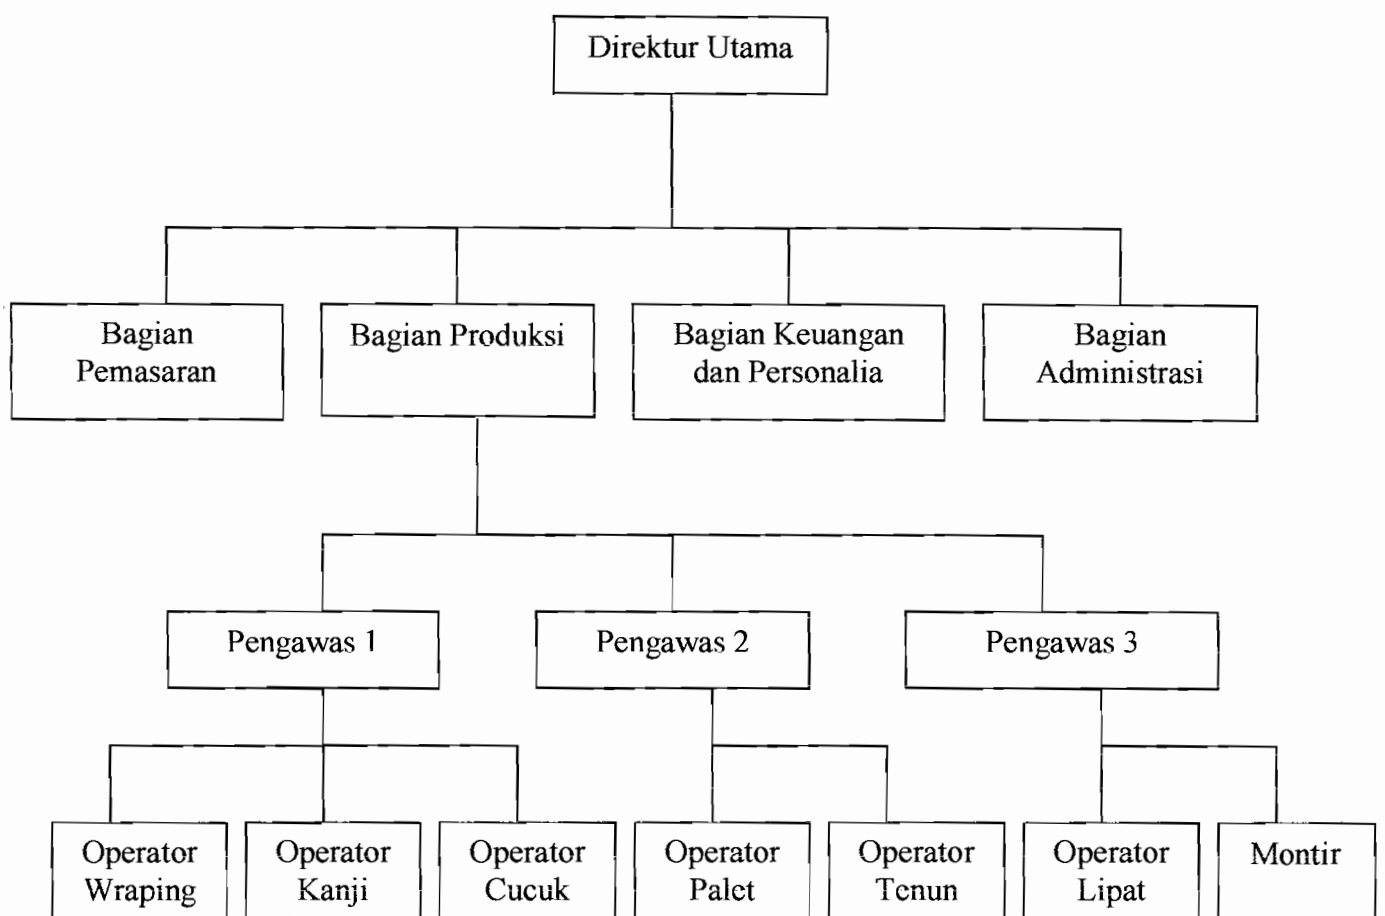 Direktur Utama
Bagian
Pemasaran
Bagian Produksi
Bagian Keuangan
dan Personalia
Bagian
Administrasi
Pengawas 1
Pengawas 2
Pengawas 3
Operator
Wraping
Operator
Kanji
Operator
Cucuk
Operator
Palet
Operator
Tenun
Operator
Lipat
Montir